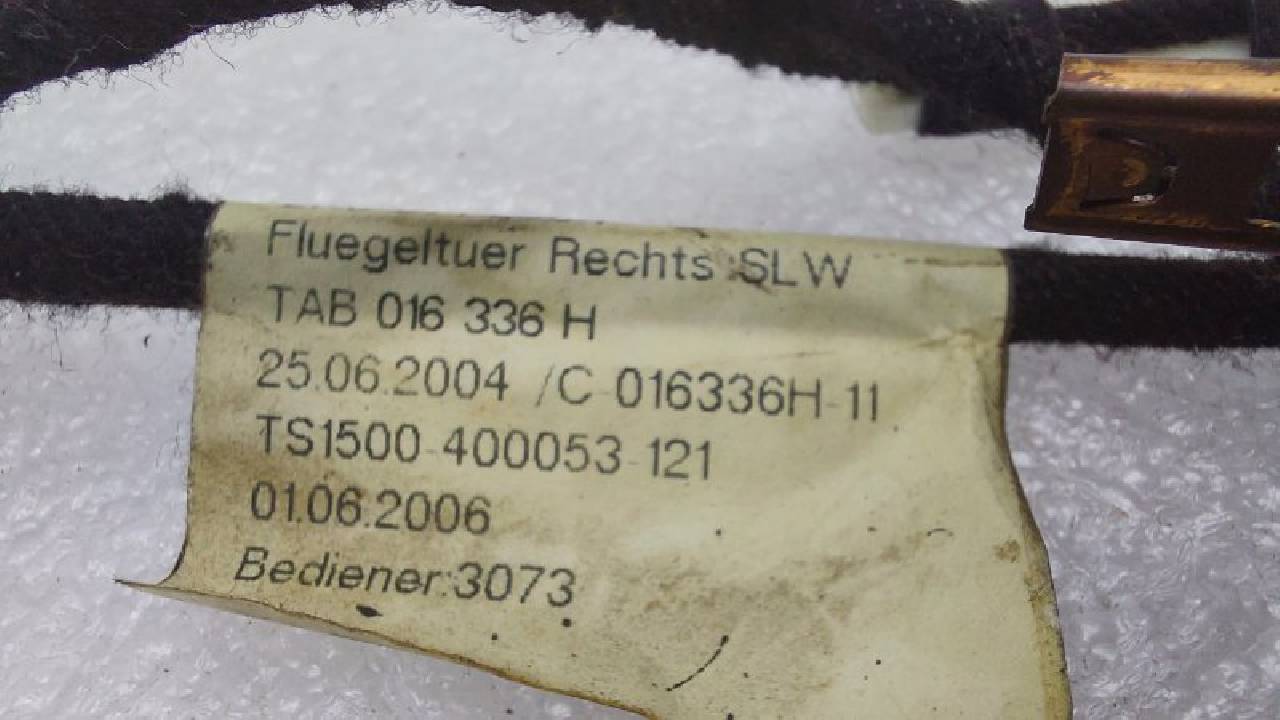 Fluegeltuer Rechts SLW
TAB 016 336 H
25.06.2004 /C-016336H-11
TS1500-400053-121
01.06.2006
Bediener:3073